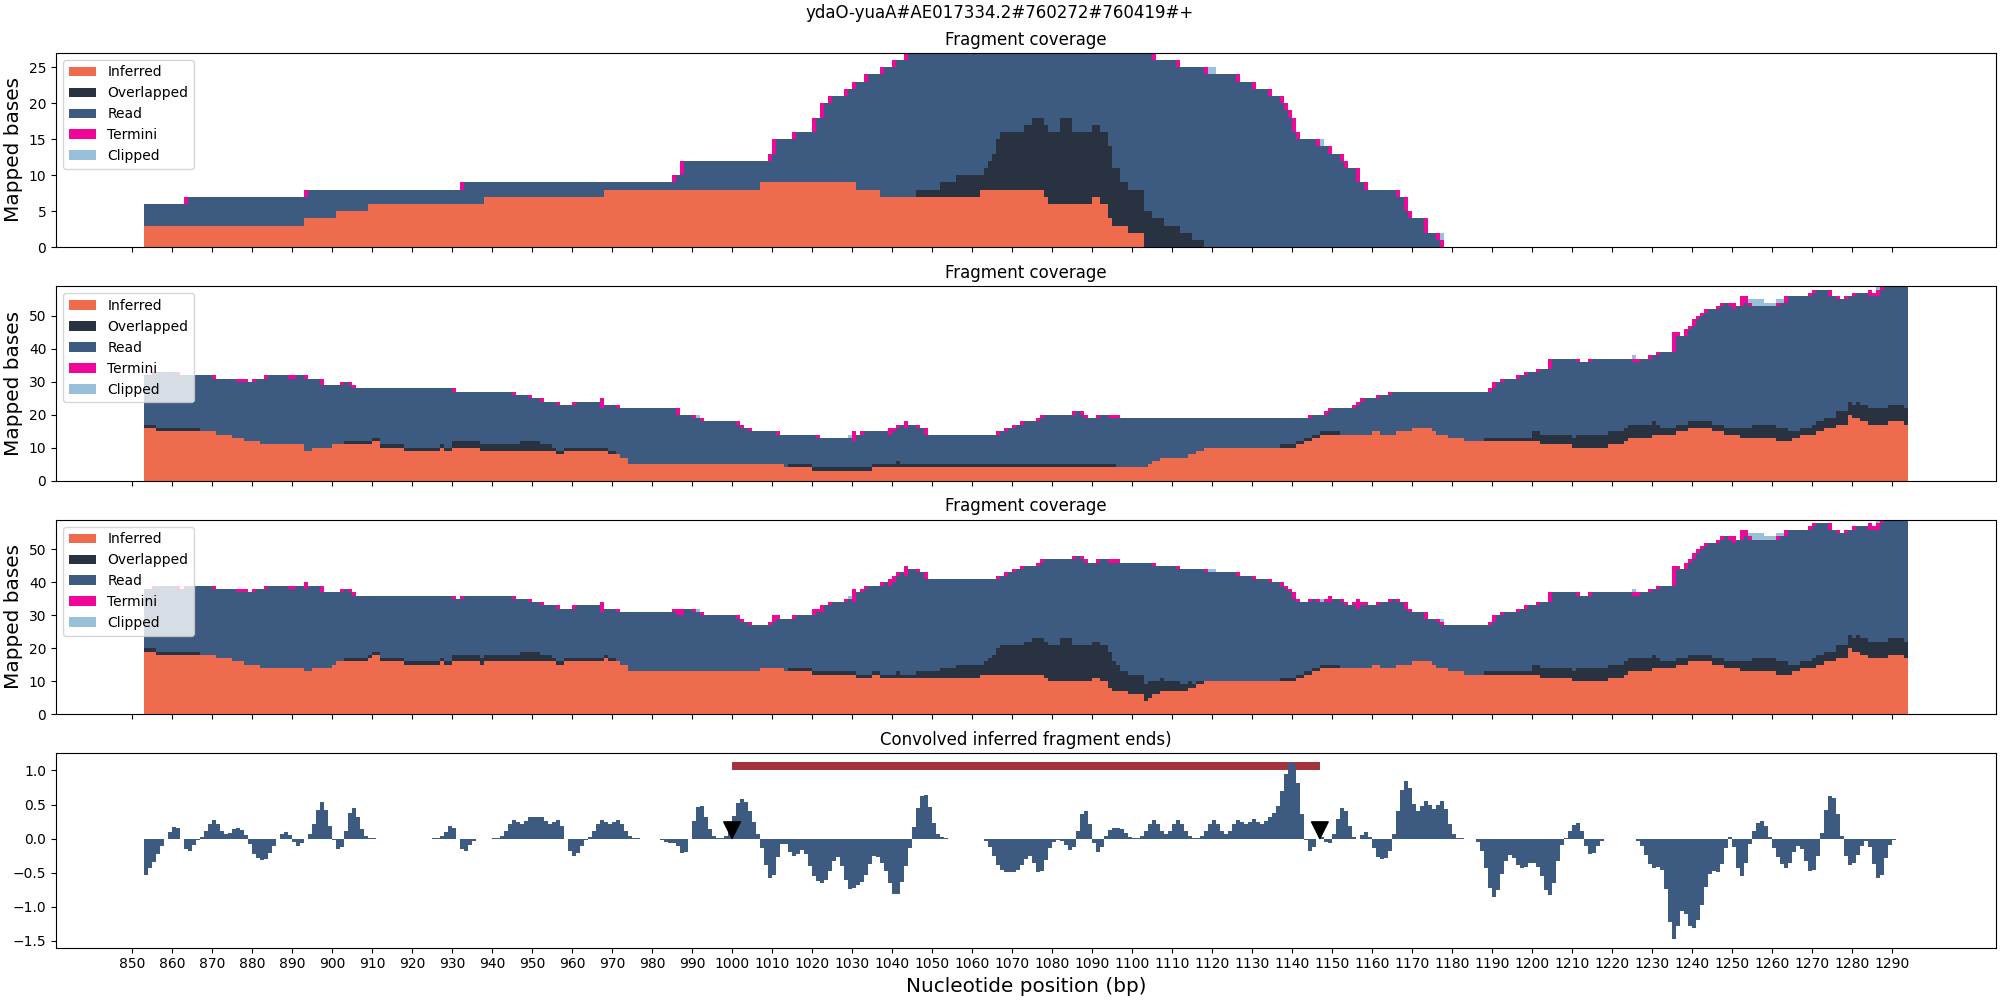 ydaO-yuaA#AE017334.2#760272#760419#+
Fragment coverage
Mapped bases
25
20
15
10
5
0
Inferred
Overlapped
Read
Termini
Clipped
Fragment coverage
Mapped bases
50
40
30
20
10
0
Inferred
Overlapped
Read
Termini
Clipped
Fragment coverage
Mapped bases
50
40
30
20
10
0
Inferred
Overlapped
Read
Termini
Clipped
Convolved inferred fragment ends)
1.0
0.5
0.0
−0.5
−1.0
−1.5
850 860 870 880 890 900 910 920 930 940 950 960 970 980 990 1000 1010 1020 1030 1040 1050 1060 1070 1080 1090 1100 1110 1120 1130 1140 1150 1160 1170 1180 1190 1200 1210 1220 1230 1240 1250 1260 1270 1280 1290
Nucleotide position (bp)